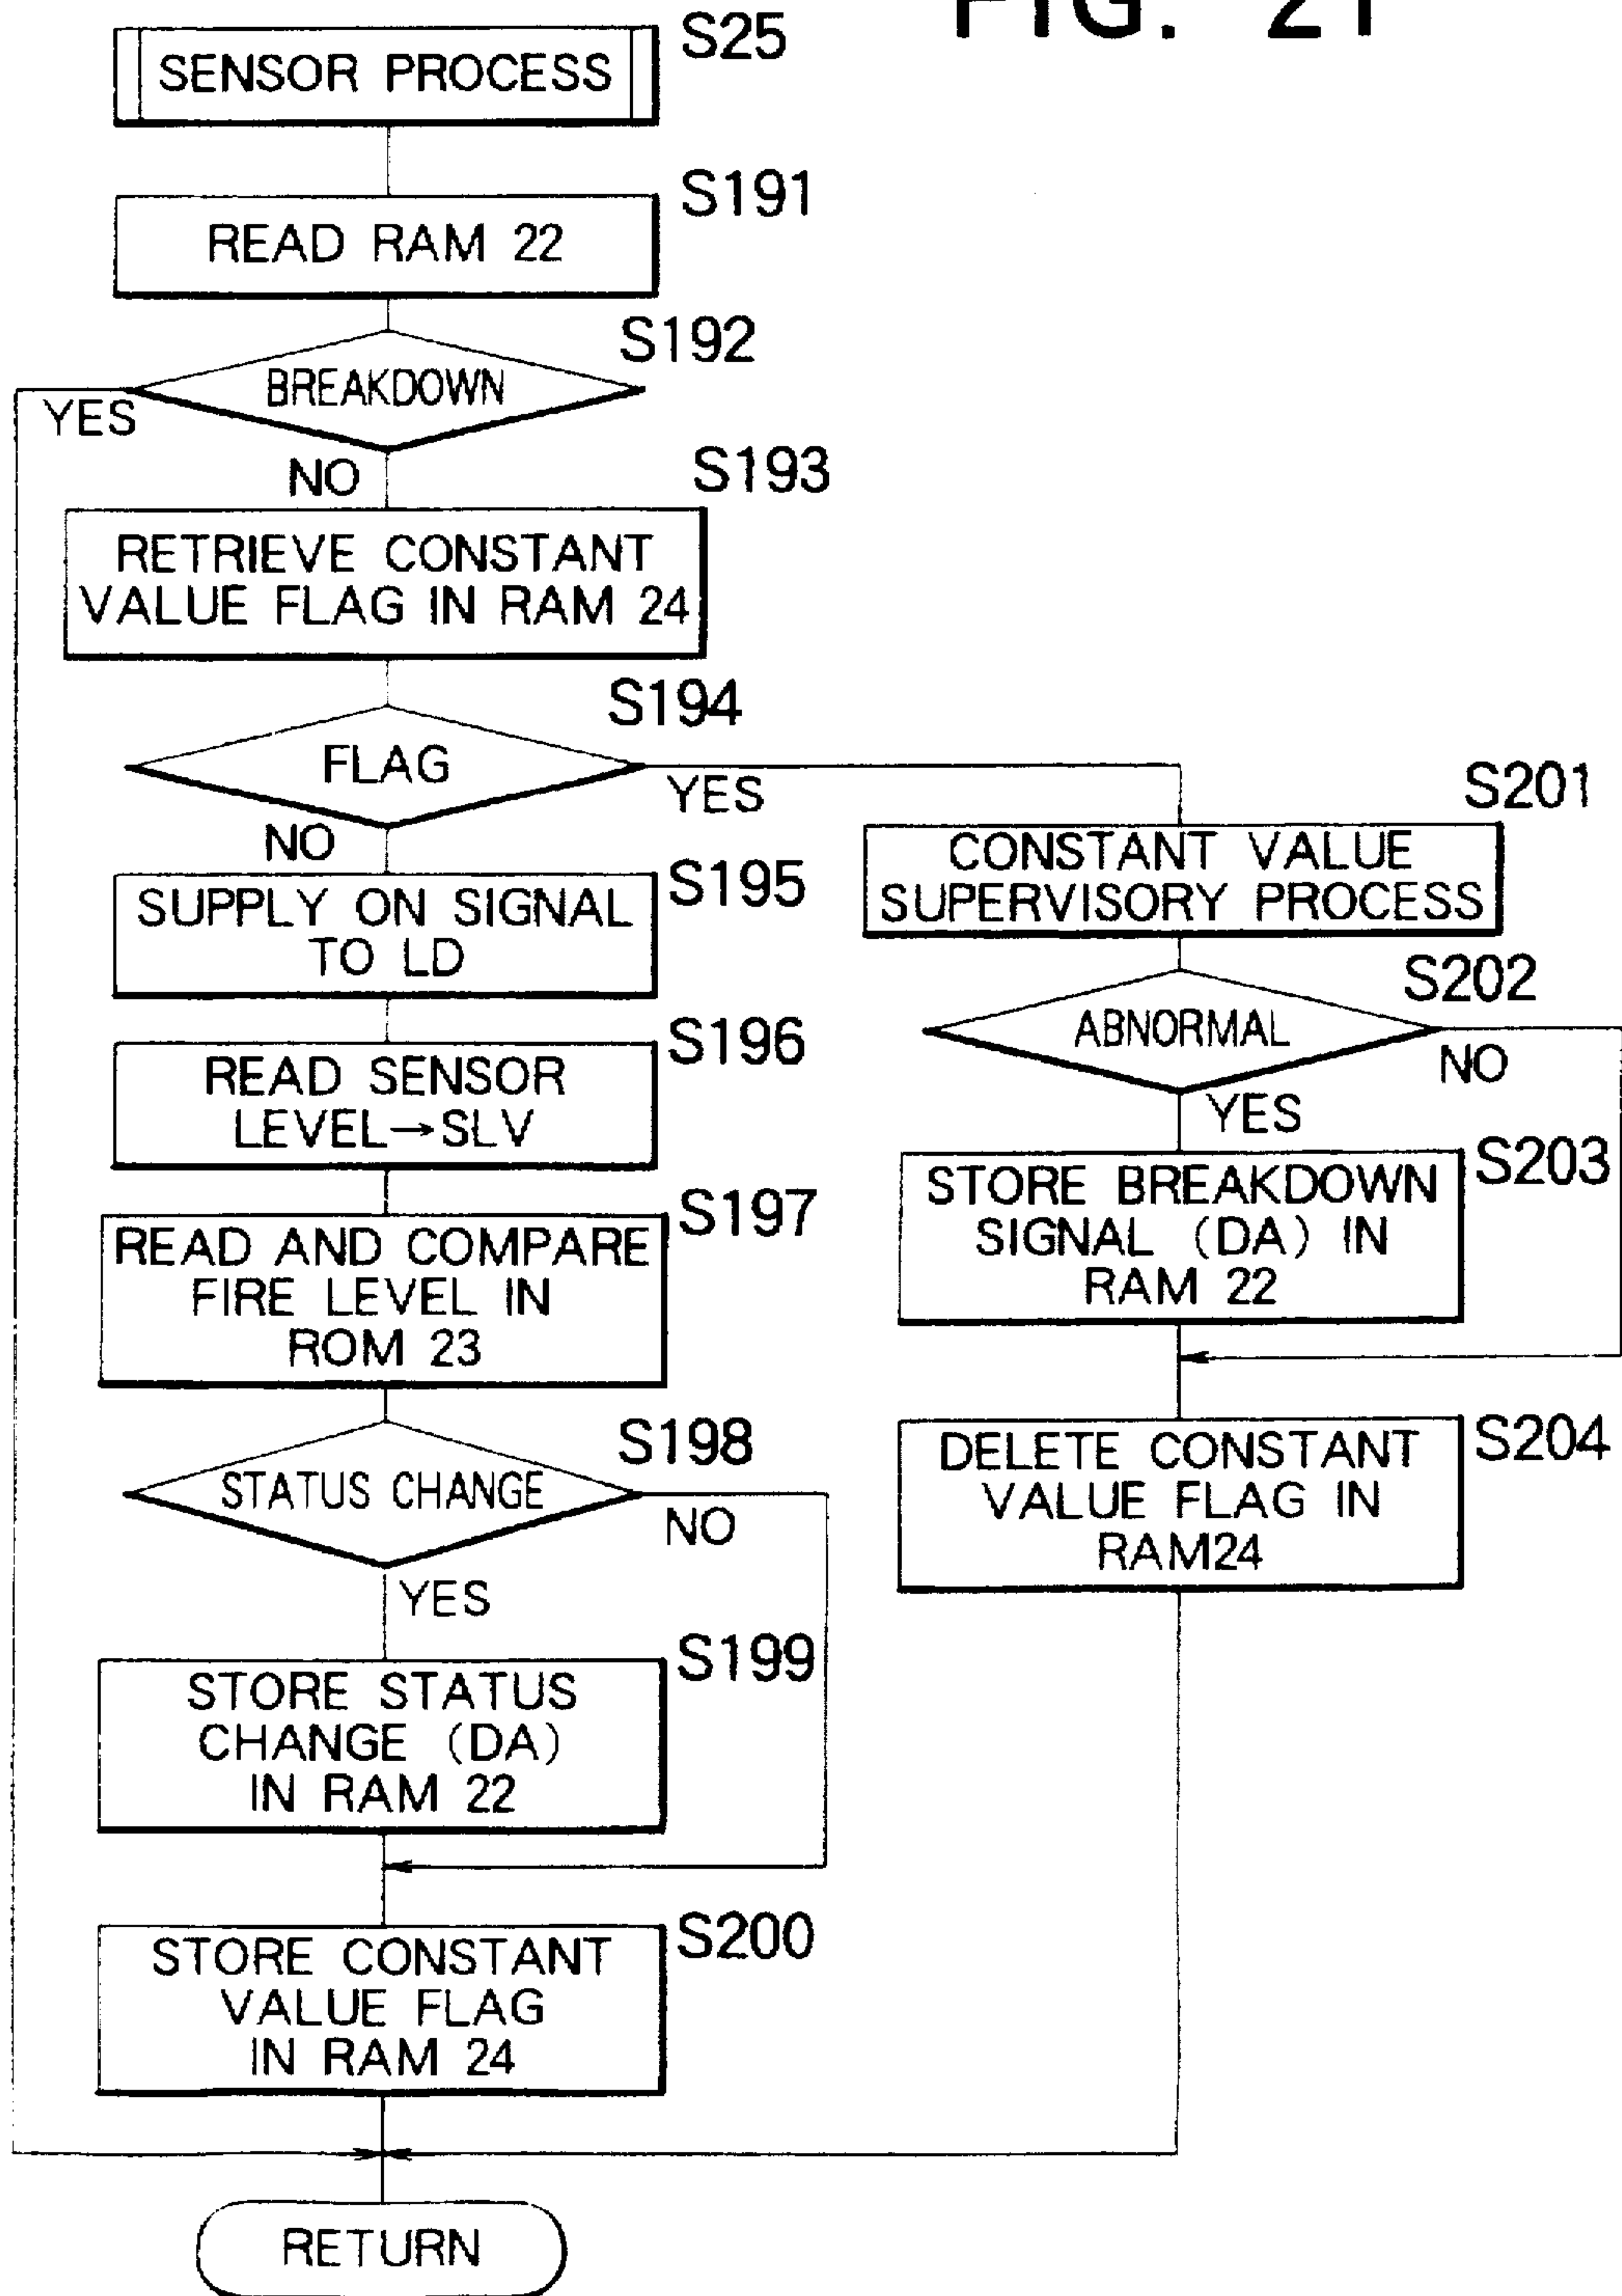 FIG. 21
SENSOR PROCESS
S25
READ RAM 22
S191
BREAKDOWN
S192
YES
NO
RETRIEVE CONSTANT
VALUE FLAG IN RAM 24
S193
FLAG
S194
YES
NO
SUPPLY ON SIGNAL
TO LD
S195
READ SENSOR
LEVEL→SLV
S196
READ AND COMPARE
FIRE LEVEL IN
ROM 23
S197
STATUS CHANGE
S198
NO
YES
STORE STATUS
CHANGE (DA)
IN RAM 22
S199
STORE CONSTANT
VALUE FLAG
IN RAM 24
S200
CONSTANT VALUE
SUPERVISORY PROCESS
S201
ABNORMAL
S202
NO
YES
STORE BREAKDOWN
SIGNAL (DA) IN
RAM 22
S203
DELETE CONSTANT
VALUE FLAG IN
RAM24
S204
RETURN